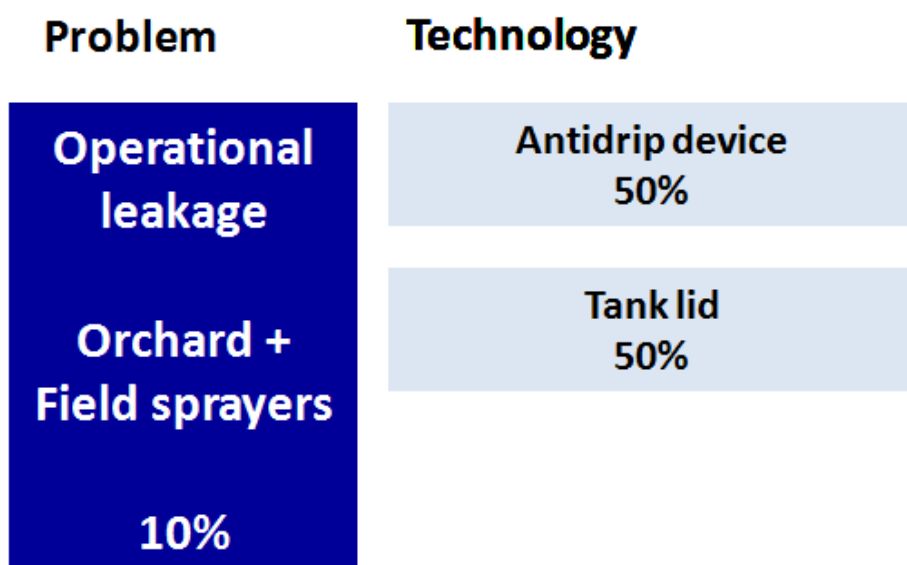 Problem
Technology
Operational
leakage
Orchard +
Field sprayers
10%
Antidrip device
50%
Tank lid
50%